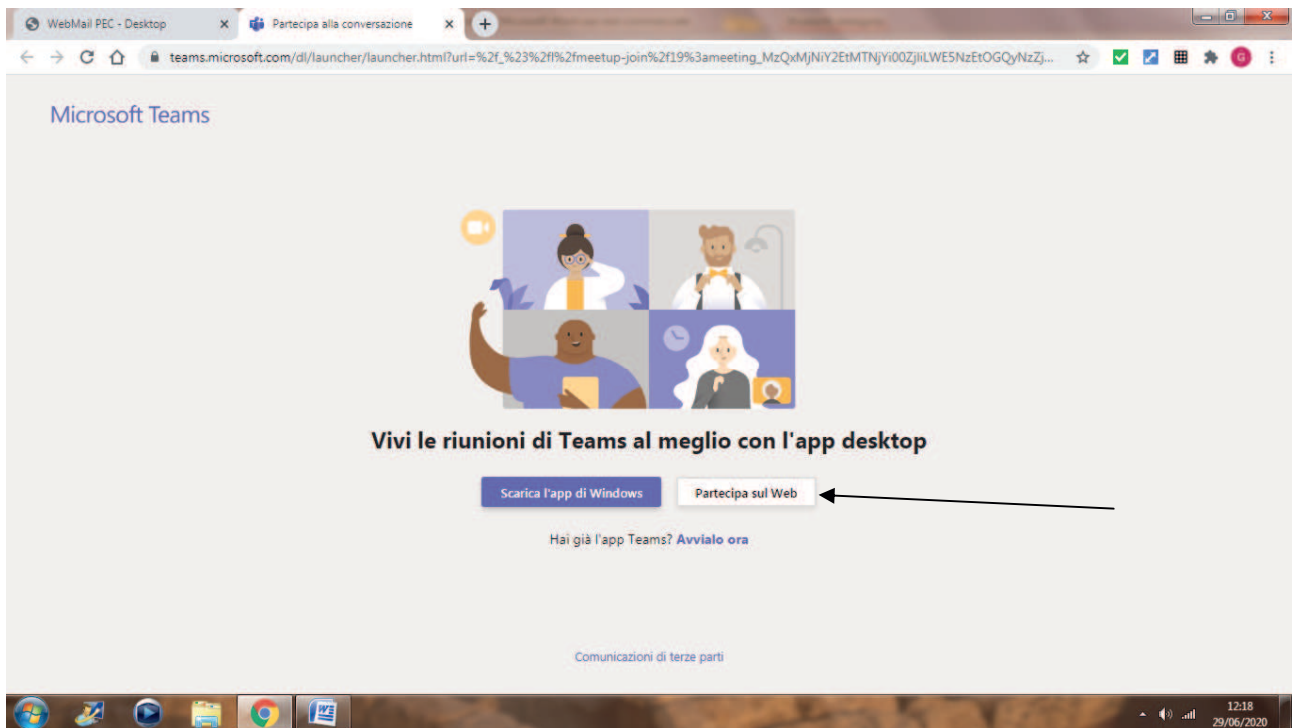 WebMail PEC - Desktop
Partecipa alla conversazione
teams.microsoft.com/dl/launcher/launcher.html?url=%2f_%23%2fl%2fmeetup-join%2f19%3ameeting_MzQxMjNiY2EtMTNjYi00ZjliLWE5NzEtOGQyNzZj...
G
Microsoft Teams
Vivi le riunioni di Teams al meglio con l'app desktop
Scarica l'app di Windows
Partecipa sul Web
Hai già l'app Teams? Avvialo ora
Comunicazioni di terze parti
12:18
29/06/2020